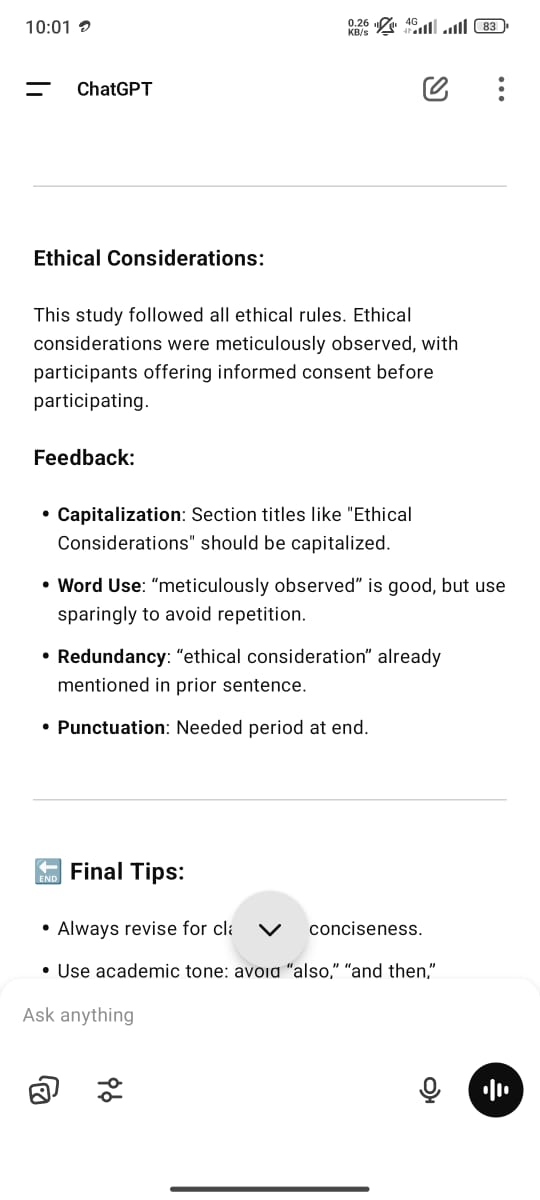 10:01
0.26
KB/s
4G
83
ChatGPT
Ethical Considerations:
This study followed all ethical rules. Ethical
considerations were meticulously observed, with
participants offering informed consent before
participating.
Feedback:
• Capitalization: Section titles like "Ethical
Considerations" should be capitalized.
• Word Use: “meticulously observed” is good, but use
sparingly to avoid repetition.
• Redundancy: “ethical consideration” already
mentioned in prior sentence.
• Punctuation: Needed period at end.
END
Final Tips:
• Always revise for conciseness.
• Use academic tone: avoid “also,” “and then,”
Ask anything